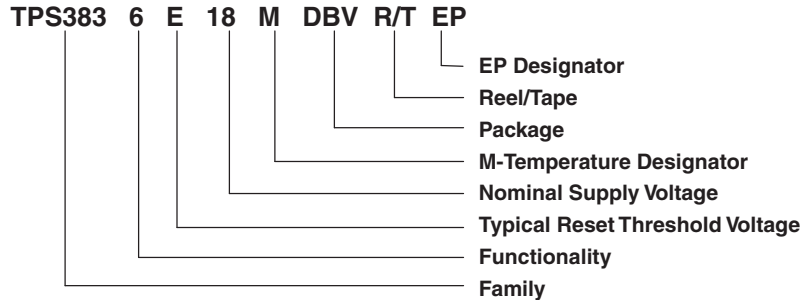 TPS383 6 E 18 M DBV R/T EP
EP Designator
Reel/Tape
Package
M-Temperature Designator
Nominal Supply Voltage
Typical Reset Threshold Voltage
Functionality
Family